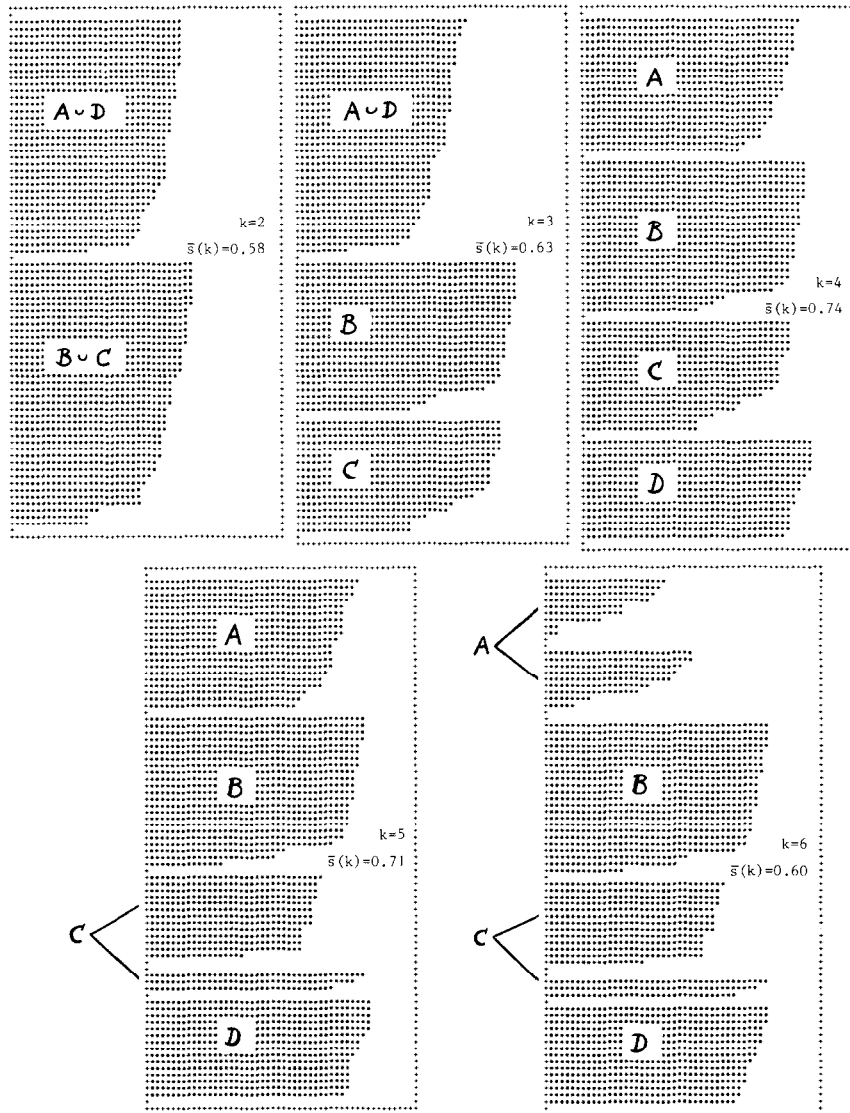 A ∪ D
k=2
s̅(k)=0.58
B ∪ C
A ∪ D
k=3
s̅(k)=0.63
B
C
A
B
k=4
s̅(k)=0.74
C
D
A
B
k=5
s̅(k)=0.71
C
D
A
B
k=6
s̅(k)=0.60
C
D